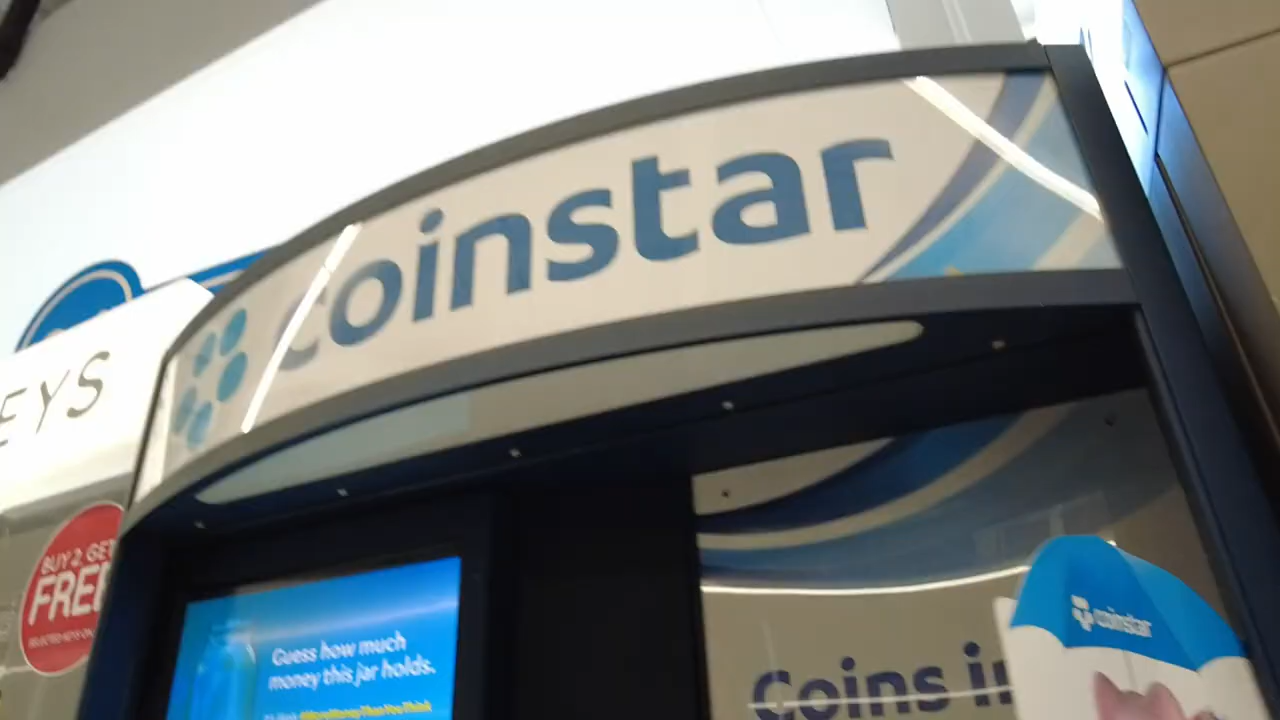 coinstar
EYS
BUY 2, GET
FREE
Guess how much
money this jar holds.
Coins in
coinstar